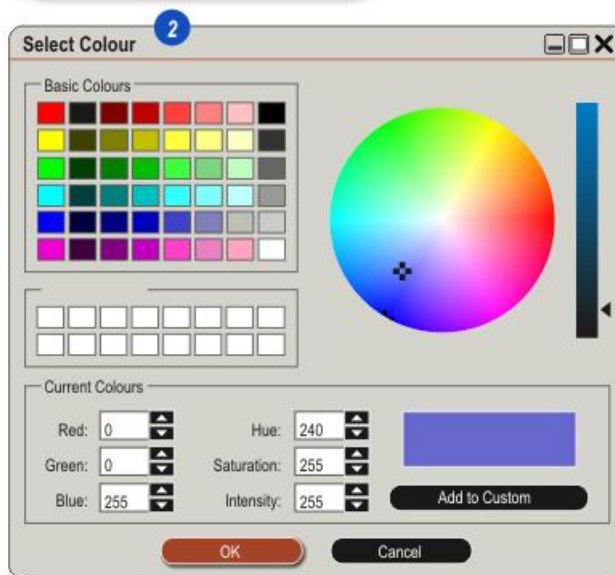 2
Select Colour
Basic Colours
Current Colours
Red: 0
Hue: 240
Green: 0
Saturation: 255
Blue: 255
Intensity: 255
Add to Custom
OK
Cancel